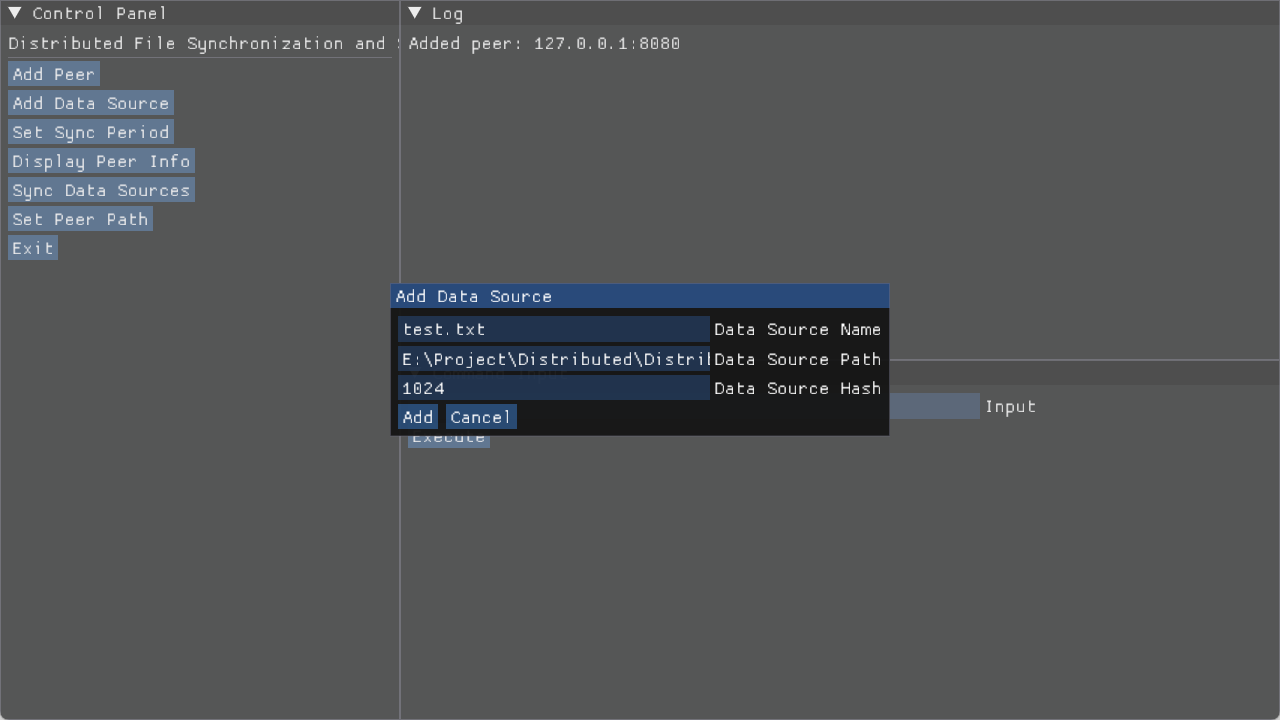 Control Panel
Distributed File Synchronization and
Add Peer
Add Data Source
Set Sync Period
Display Peer Info
Sync Data Sources
Set Peer Path
Exit
Log
Added peer: 127.0.0.1:8080
Add Data Source
test.txt Data Source Name
E:\Project\Distributed\Distrib Data Source Path
1024 Data Source Hash
Add Cancel
Input
Execute